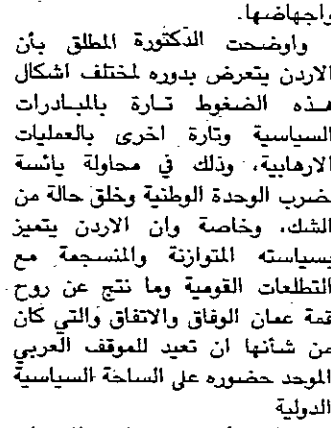 واجهاضها.
واوضحت الدكتورة المطلق بأن
الاردن يتعرض بدوره لمختلف اشكال
هذه الضغوط تارة بالمبادرات
السياسية وتارة اخرى بالعمليات
الارهابية، وذلك في محاولة يائسة
لضرب الوحدة الوطنية وخلق حالة من
الشك، وخاصة وان الاردن يتميز
بسياسته المتوازنة والمنسجمة مع
التطلعات القومية وما نتج عن روح
قمة عمان الوفاق والاتفاق والتي كان
من شأنها ان تعيد للموقف العربي
الموحد حضوره على الساحة السياسية
الدولية